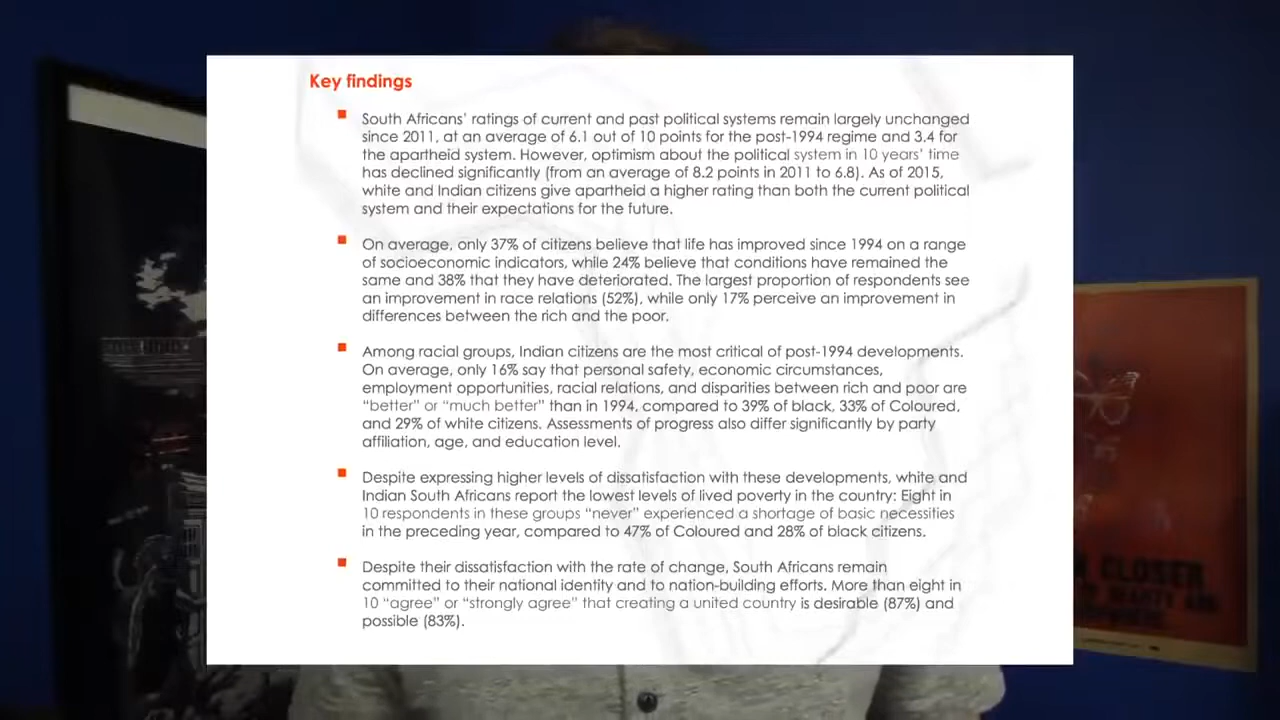 Key findings
South Africans' ratings of current and past political systems remain largely unchanged
since 2011, at an average of 6.1 out of 10 points for the post-1994 regime and 3.4 for
the apartheid system. However, optimism about the political system in 10 years' time
has declined significantly (from an average of 8.2 points in 2011 to 6.8). As of 2015,
white and Indian citizens give apartheid a higher rating than both the current political
system and their expectations for the future.
On average, only 37% of citizens believe that life has improved since 1994 on a range
of socioeconomic indicators, while 24% believe that conditions have remained the
same and 38% that they have deteriorated. The largest proportion of respondents see
an improvement in race relations (52%), while only 17% perceive an improvement in
differences between the rich and the poor.
Among racial groups, Indian citizens are the most critical of post-1994 developments.
On average, only 16% say that personal safety, economic circumstances,
employment opportunities, racial relations, and disparities between rich and poor are
“better” or “much better” than in 1994, compared to 39% of black, 33% of Coloured,
and 29% of white citizens. Assessments of progress also differ significantly by party
affiliation, age, and education level.
Despite expressing higher levels of dissatisfaction with these developments, white and
Indian South Africans report the lowest levels of lived poverty in the country: Eight in
10 respondents in these groups “never” experienced a shortage of basic necessities
in the preceding year, compared to 47% of Coloured and 28% of black citizens.
Despite their dissatisfaction with the rate of change, South Africans remain
committed to their national identity and to nation-building efforts. More than eight in
10 “agree” or “strongly agree” that creating a united country is desirable (87%) and
possible (83%).
CLOSER